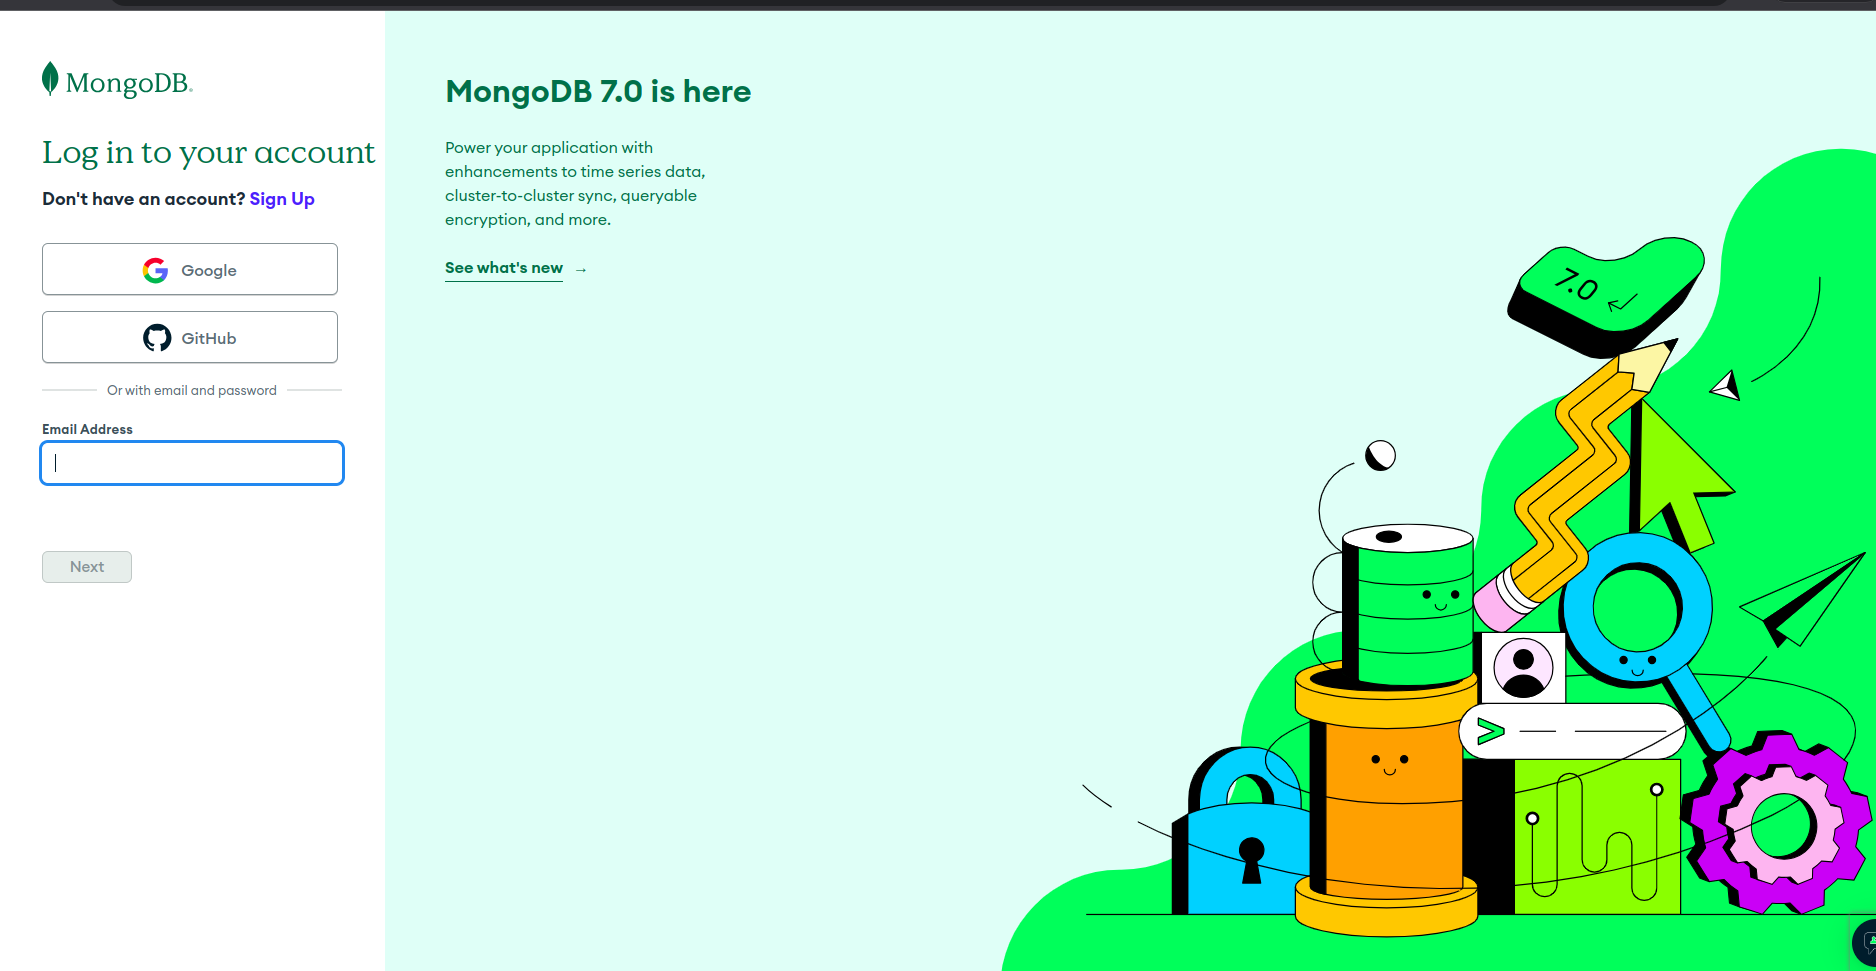 MongoDB.
Log in to your account
Don't have an account? Sign Up
Google
GitHub
Or with email and password
Email Address
Next
MongoDB 7.0 is here
Power your application with
enhancements to time series data,
cluster-to-cluster sync, queryable
encryption, and more.
See what's new →
7.0